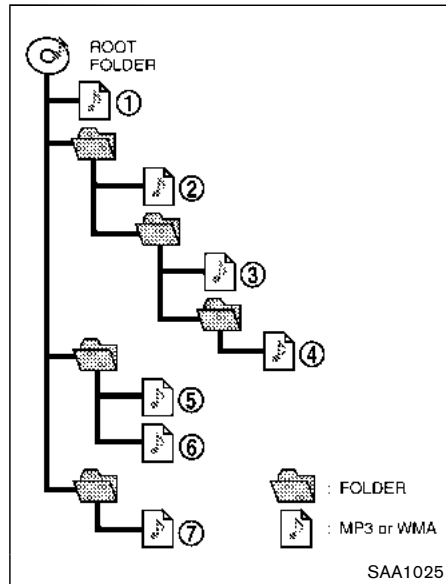 ROOT
FOLDER
①
②
③
④
⑤
⑥
⑦
: FOLDER
: MP3 or WMA
SAA1025